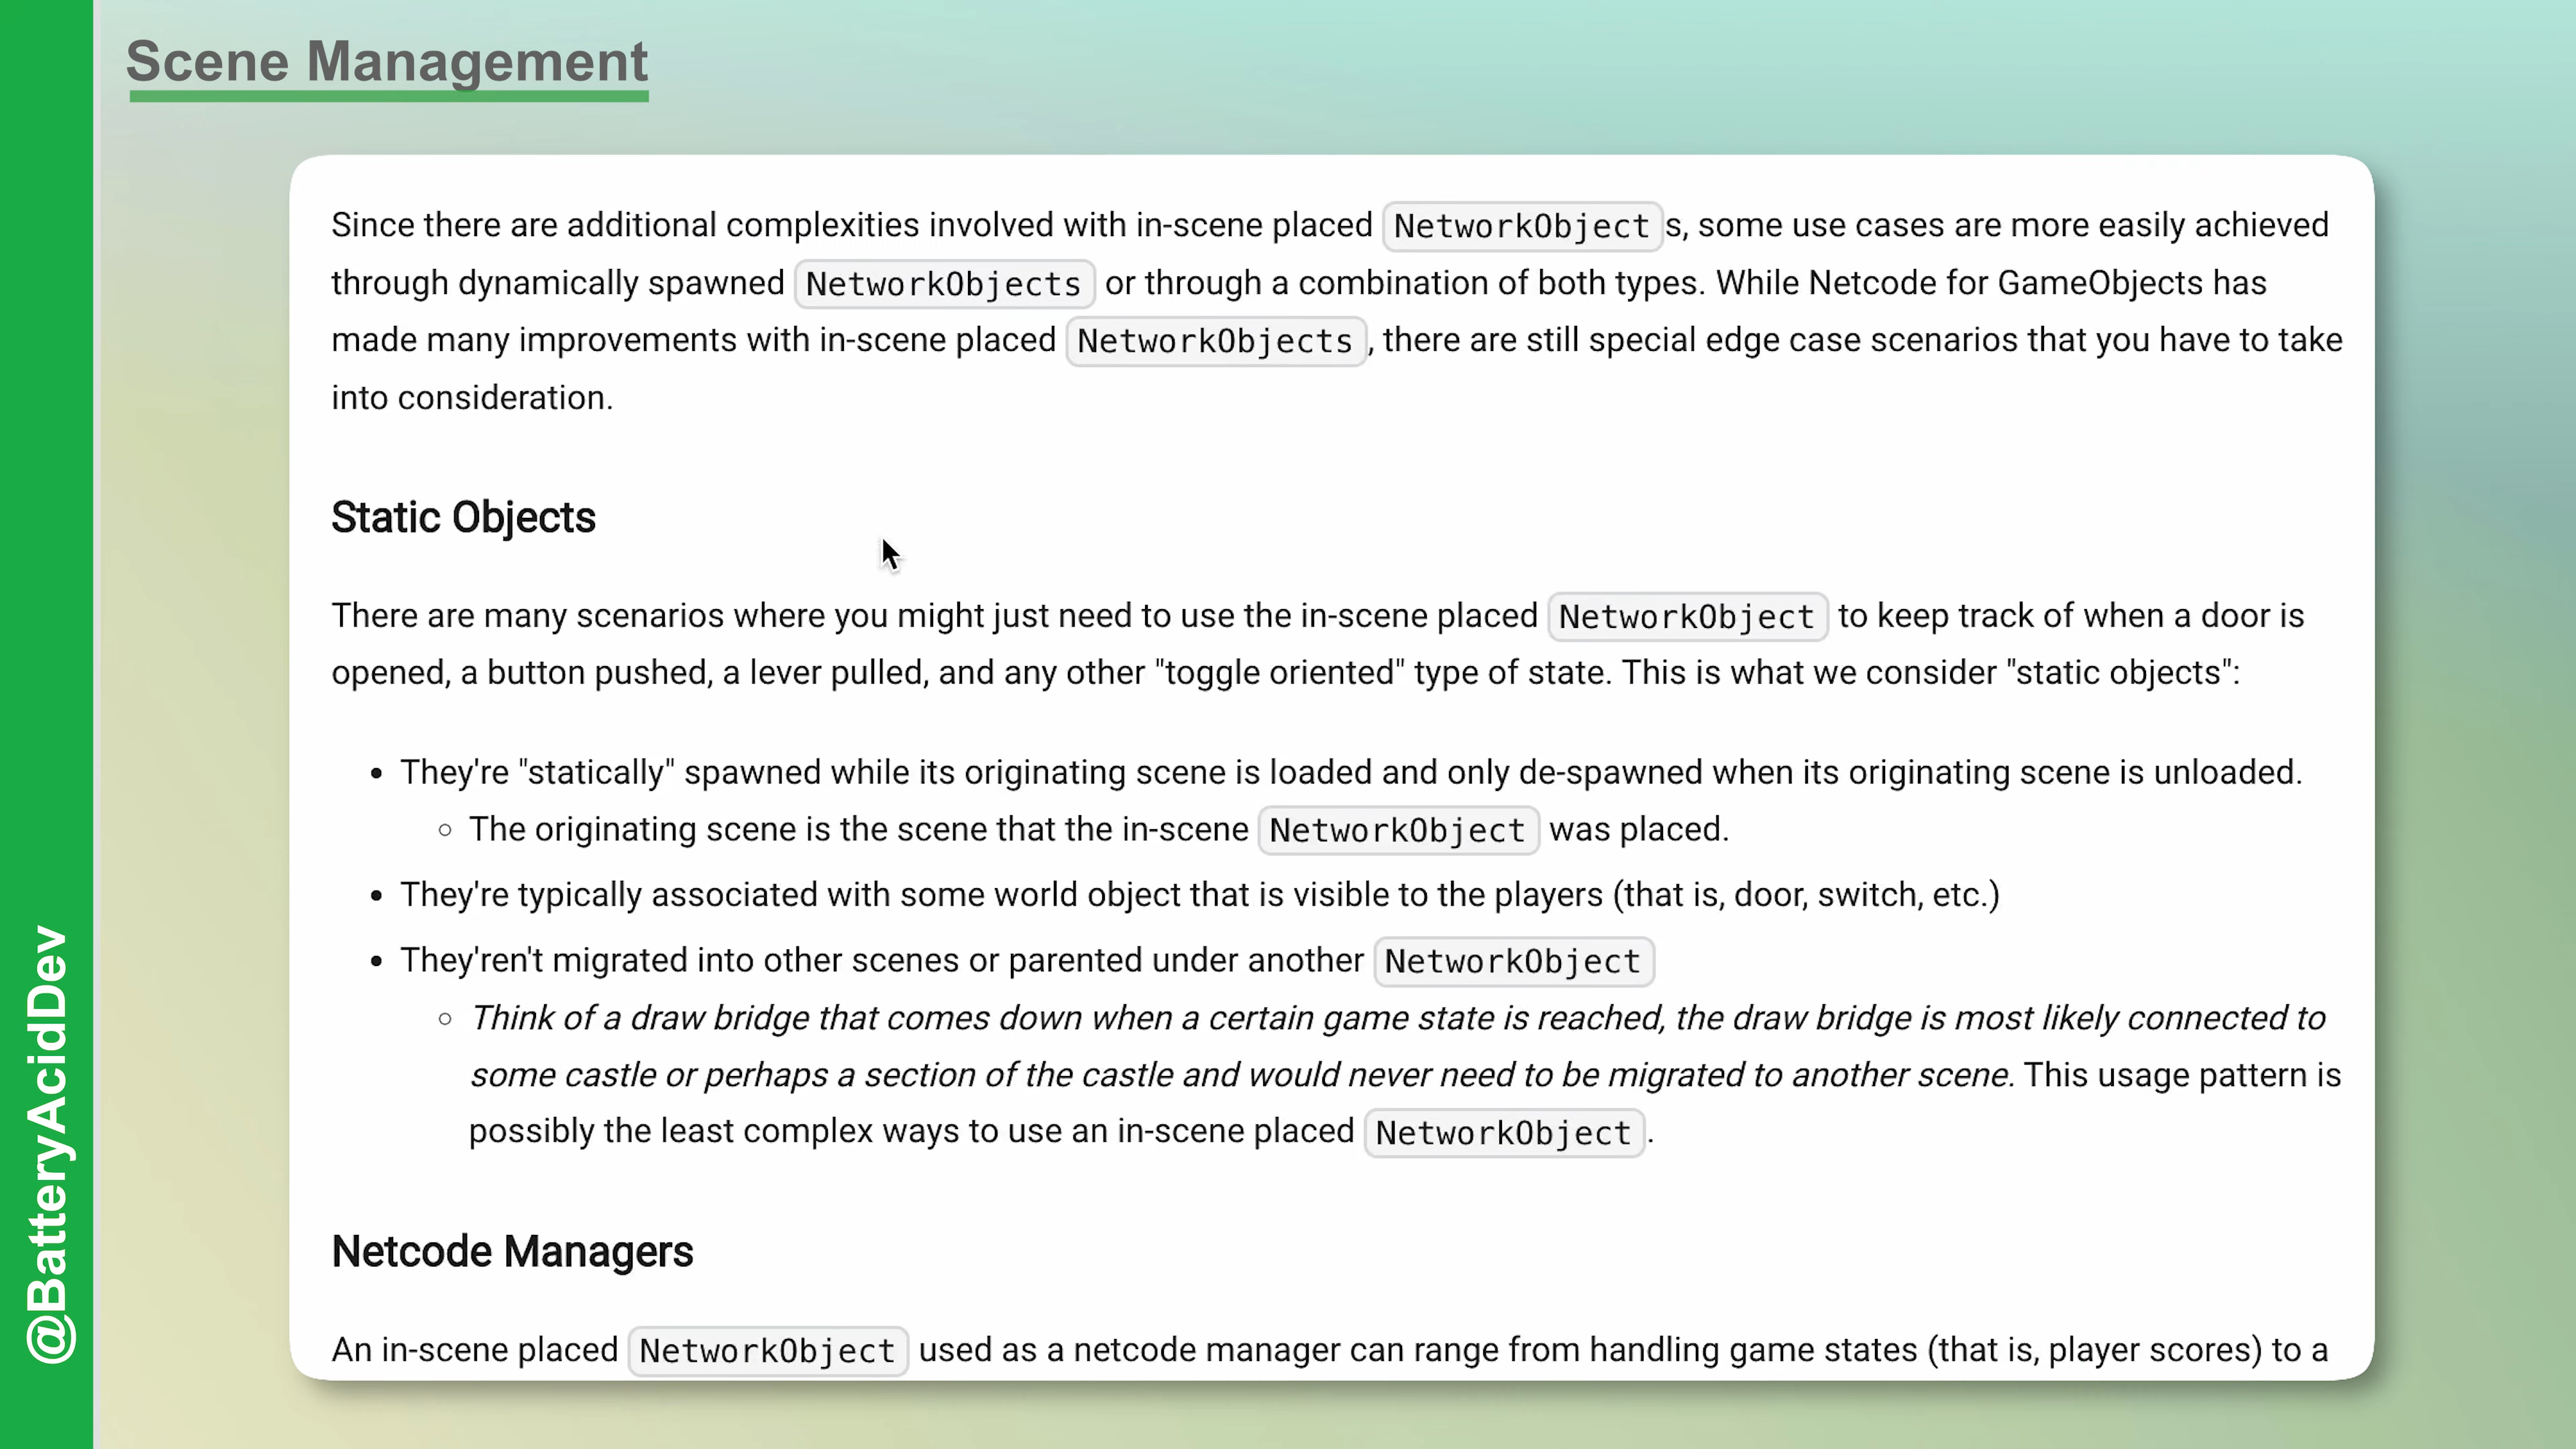 Scene Management
Since there are additional complexities involved with in-scene placed NetworkObject s, some use cases are more easily achieved
through dynamically spawned NetworkObjects or through a combination of both types. While Netcode for GameObjects has
made many improvements with in-scene placed NetworkObjects , there are still special edge case scenarios that you have to take
into consideration.
Static Objects
There are many scenarios where you might just need to use the in-scene placed NetworkObject to keep track of when a door is
opened, a button pushed, a lever pulled, and any other "toggle oriented" type of state. This is what we consider "static objects":
• They're "statically" spawned while its originating scene is loaded and only de-spawned when its originating scene is unloaded.
○ The originating scene is the scene that the in-scene NetworkObject was placed.
• They're typically associated with some world object that is visible to the players (that is, door, switch, etc.)
• They'ren't migrated into other scenes or parented under another NetworkObject
○ Think of a draw bridge that comes down when a certain game state is reached, the draw bridge is most likely connected to
some castle or perhaps a section of the castle and would never need to be migrated to another scene. This usage pattern is
possibly the least complex ways to use an in-scene placed NetworkObject .
Netcode Managers
An in-scene placed NetworkObject used as a netcode manager can range from handling game states (that is, player scores) to a
@BatteryAcidDev